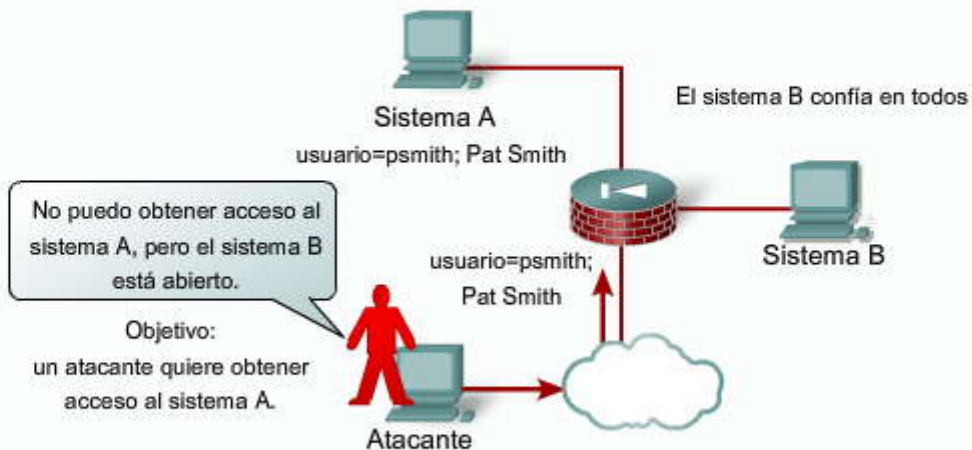 Sistema A
usuario=psmith; Pat Smith
El sistema B confía en todos
Sistema B
No puedo obtener acceso al
sistema A, pero el sistema B
está abierto.
usuario=psmith;
Pat Smith
Objetivo:
un atacante quiere obtener
acceso al sistema A.
Atacante